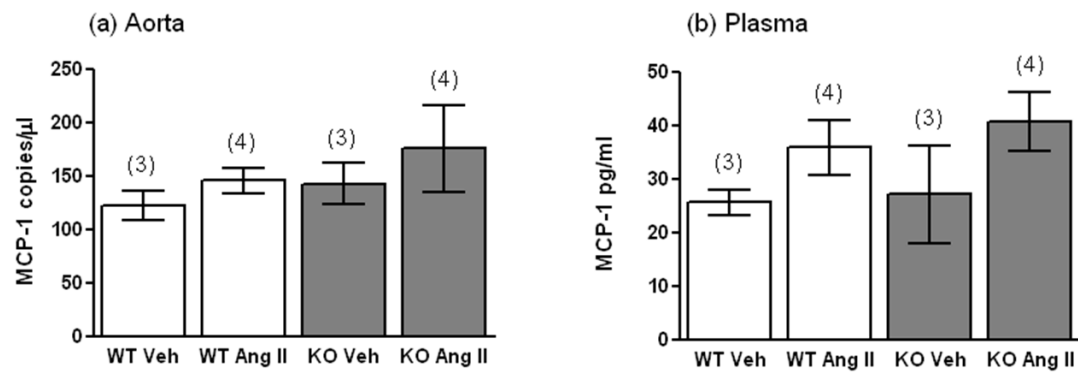 (a) Aorta
MCP-1 copies/µl
250
200
150
100
50
0
(3)
(4)
(3)
(4)
WT Veh
WT Ang II
KO Veh
KO Ang II
(b) Plasma
MCP-1 pg/ml
50
40
30
20
10
0
(3)
(4)
(3)
(4)
WT Veh
WT Ang II
KO Veh
KO Ang II